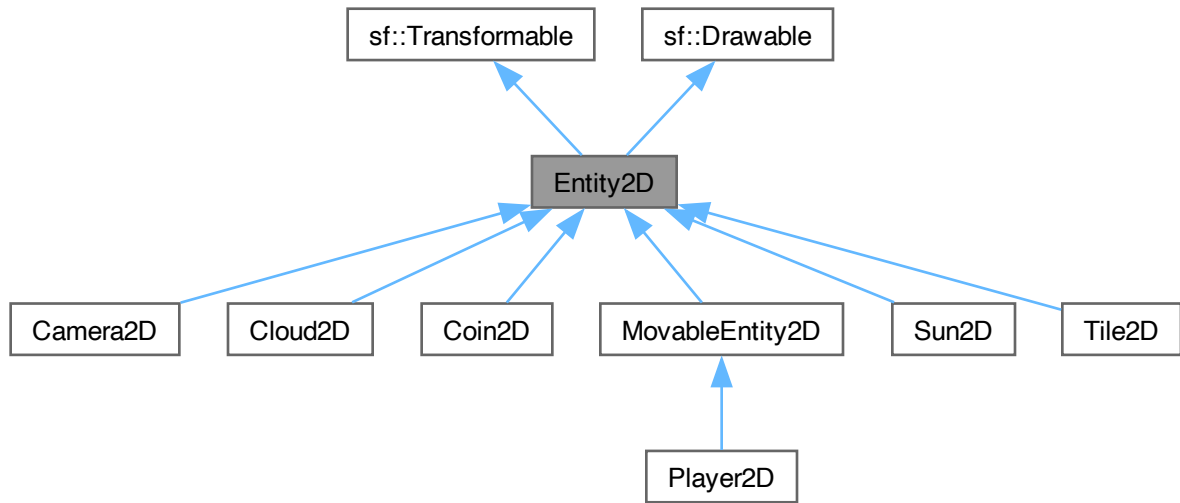 sf::Transformable
sf::Drawable
Entity2D
Camera2D
Cloud2D
Coin2D
MovableEntity2D
Sun2D
Tile2D
Player2D